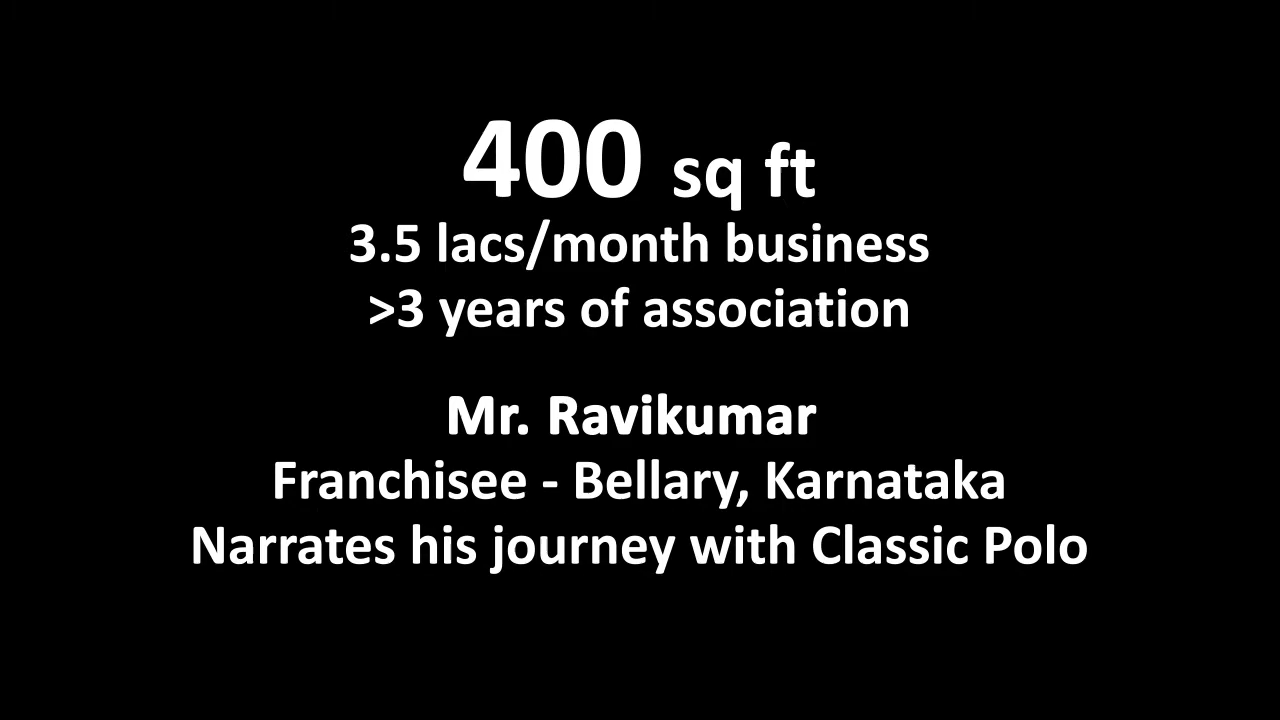 400 sq ft
3.5 lacs/month business
>3 years of association
Mr. Ravikumar
Franchisee - Bellary, Karnataka
Narrates his journey with Classic Polo